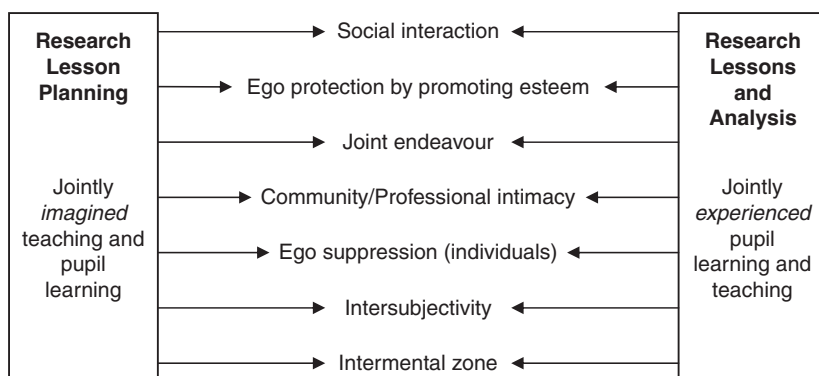 Research
Lesson
Planning
Jointly
imagined
teaching and
pupil
learning
Social interaction
Ego protection by promoting esteem
Joint endeavour
Community/Professional intimacy
Ego suppression (individuals)
Intersubjectivity
Intermental zone
Research
Lessons
and
Analysis
Jointly
experienced
pupil
learning and
teaching